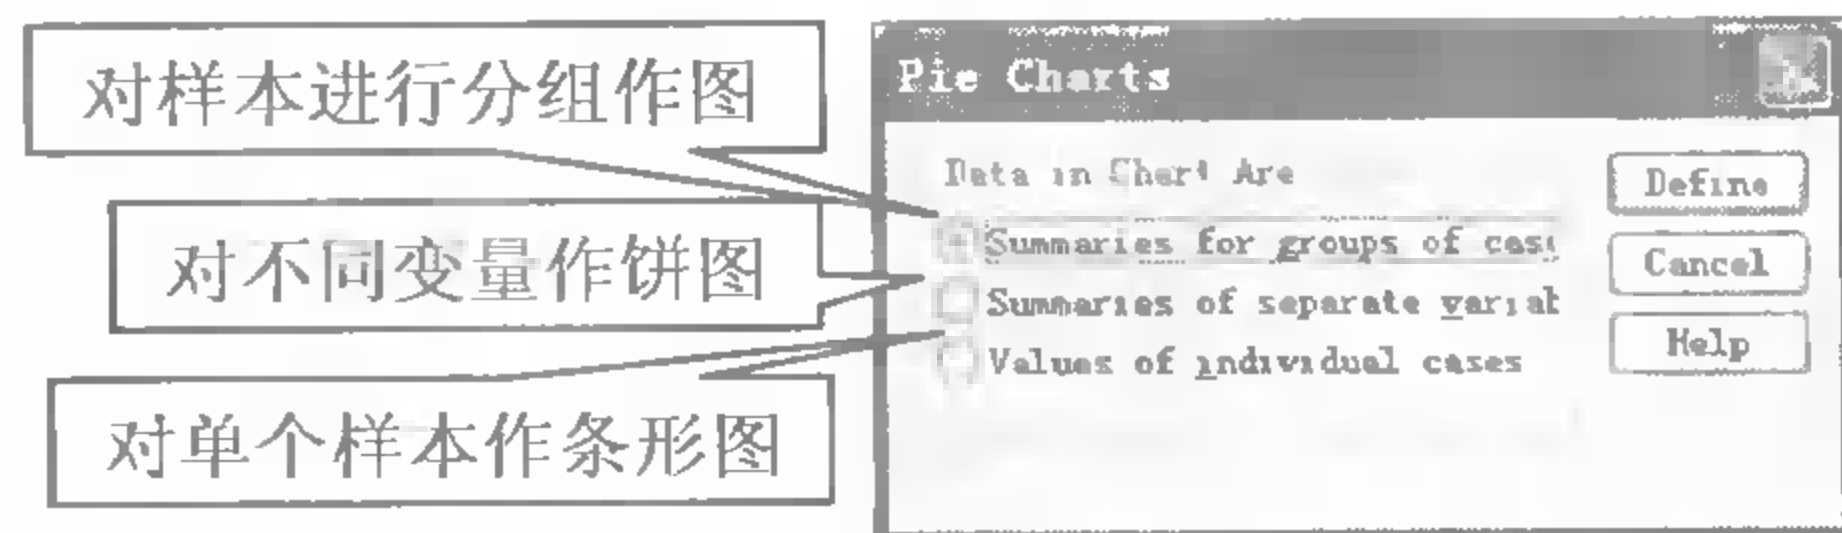 对样本进行分组作图
对不同变量作饼图
对单个样本作条形图
Pie Charts
Data in Chart Are
Summaries for groups of cas
Summaries of separate variab
Values of individual cases
Define
Cancel
Help